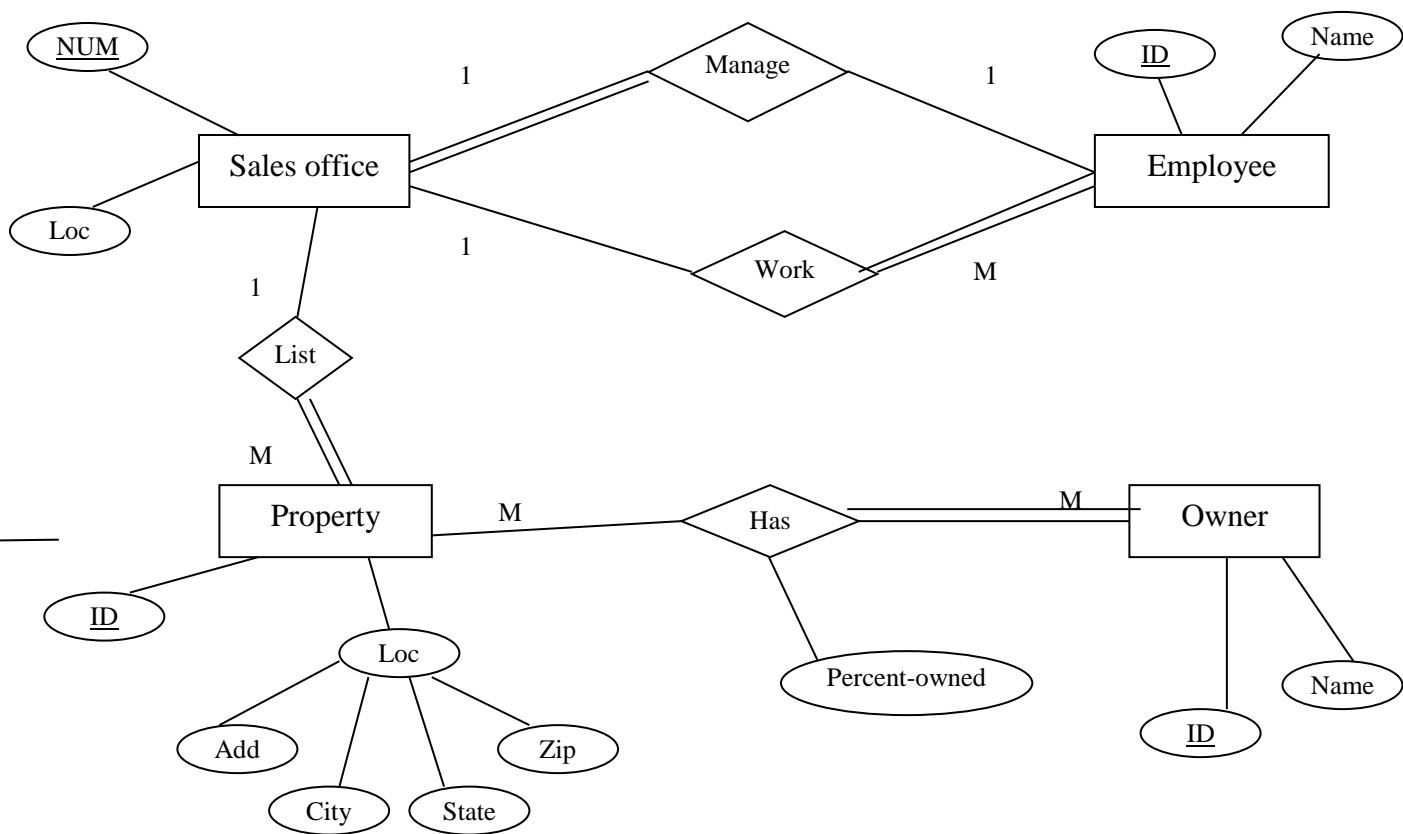 NUM
Manage
ID
Name
1
1
Sales office
Employee
Loc
1
Work
M
1
List
M
Property
M
Has
M
Owner
ID
Loc
Percent-owned
Name
ID
Add
Zip
City
State